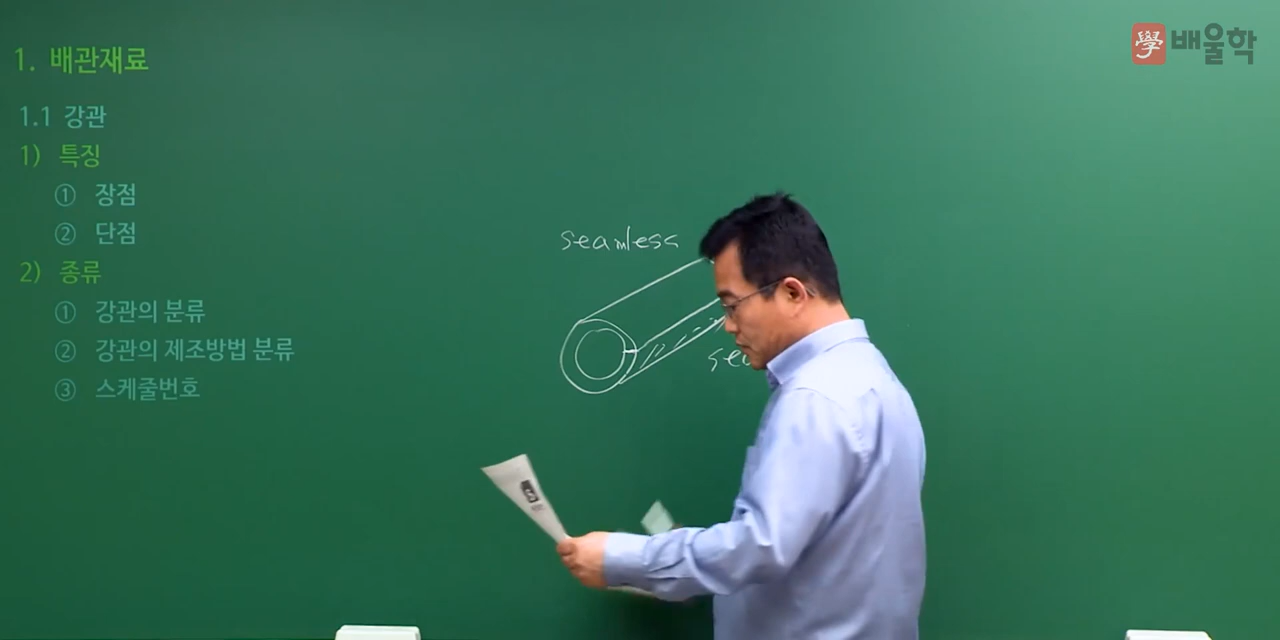 1. 배관재료
1.1 강관
1) 특징
① 장점
② 단점
2) 종류
① 강관의 분류
② 강관의 제조방법 분류
③ 스케줄번호
seamless
學 배울학